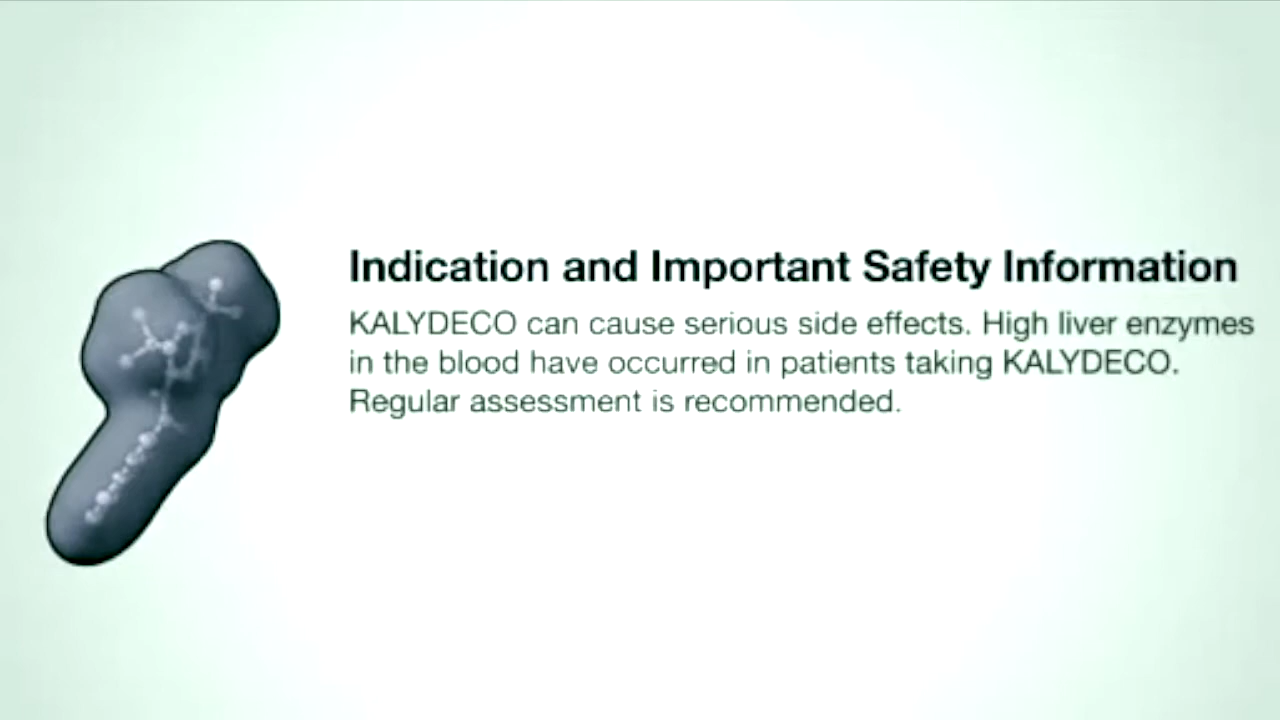 Indication and Important Safety Information
KALYDECO can cause serious side effects. High liver enzymes
in the blood have occurred in patients taking KALYDECO.
Regular assessment is recommended.